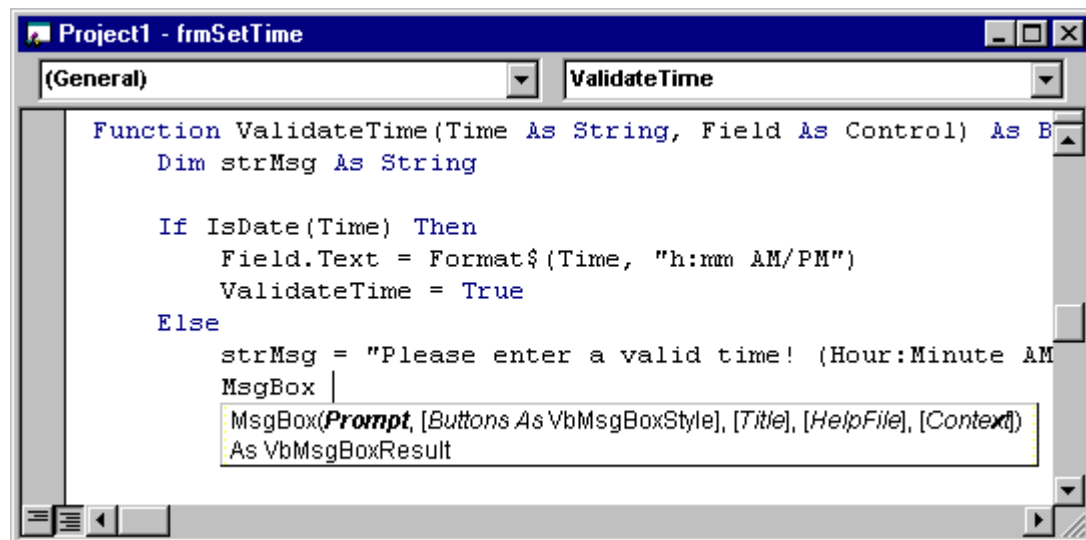 Project1 - frmSetTime
(General)
ValidateTime
Function ValidateTime(Time As String, Field As Control) As B
Dim strMsg As String
If IsDate(Time) Then
Field.Text = Format$(Time, "h:mm AM/PM")
ValidateTime = True
Else
strMsg = "Please enter a valid time! (Hour:Minute AM
MsgBox
MsgBox(Prompt, [Buttons As VbMsgBoxStyle], [Title], [HelpFile], [Context])
As VbMsgBoxResult